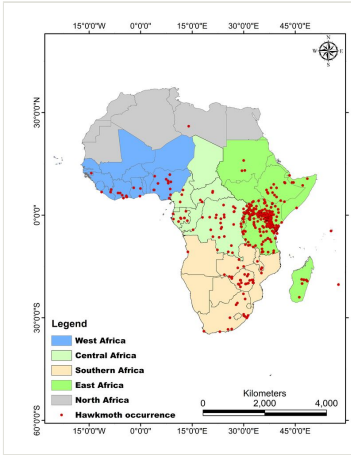 15°0'0"W 0°0'0" 15°0'0"E 30°0'0"E 45°0'0"E
N
W E
S
30°0'0"N
0°0'0"
30°0'0"S
60°0'0"S
Legend
West Africa
Central Africa
Southern Africa
East Africa
North Africa
Hawkmoth occurrence
Kilometers
0 2,000 4,000
15°0'0"W 0°0'0" 15°0'0"E 30°0'0"E 45°0'0"E